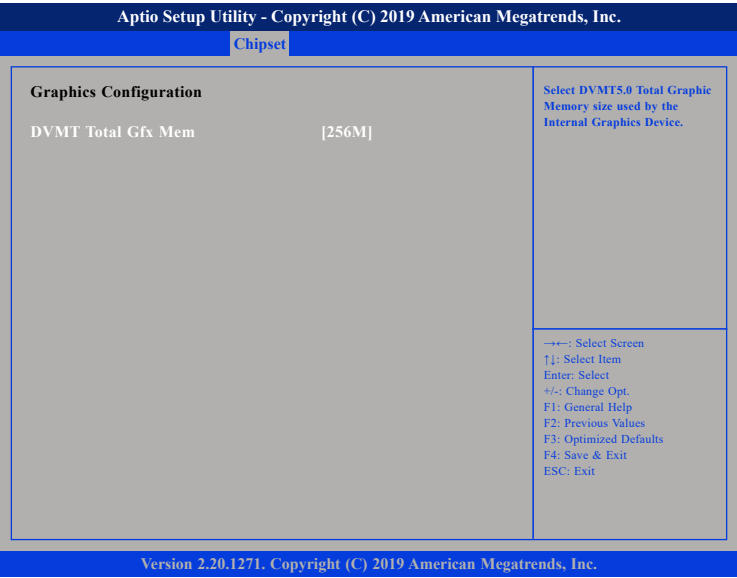 Aptio Setup Utility - Copyright (C) 2019 American Megatrends, Inc.
Chipset
Graphics Configuration
DVMT Total Gfx Mem [256M]
Select DVMT5.0 Total Graphic
Memory size used by the
Internal Graphics Device.
→←: Select Screen
↑↓: Select Item
Enter: Select
+/-: Change Opt.
F1: General Help
F2: Previous Values
F3: Optimized Defaults
F4: Save & Exit
ESC: Exit
Version 2.20.1271. Copyright (C) 2019 American Megatrends, Inc.